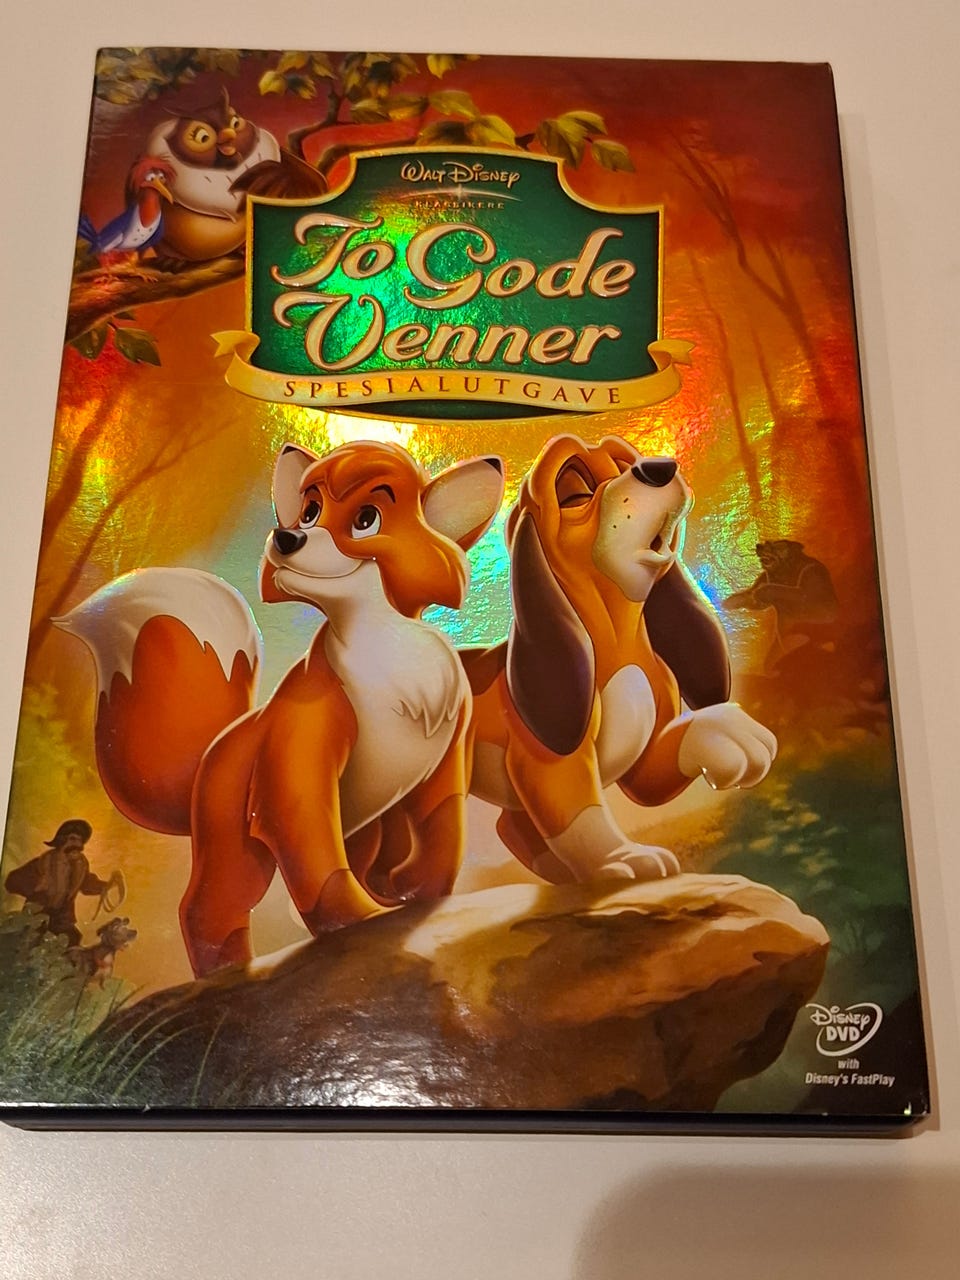 WALT DISNEY
KLASSIKERE
To Gode
Venner
SPESIALUTGAVE
DISNEY
DVD
with
Disney's FastPlay